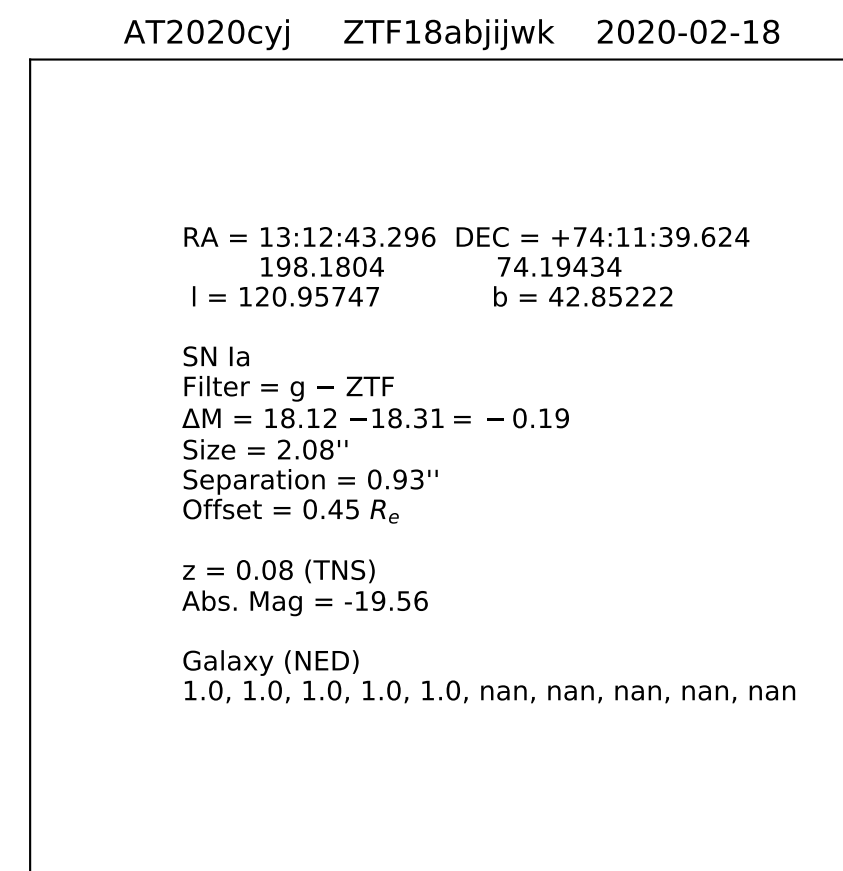 AT2020cyj ZTF18abjijwk 2020-02-18
RA = 13:12:43.296 DEC = +74:11:39.624
198.1804 74.19434
l = 120.95747 b = 42.85222
SN Ia
Filter = g − ZTF
ΔM = 18.12 −18.31 = − 0.19
Size = 2.08''
Separation = 0.93''
Offset = 0.45 Re
z = 0.08 (TNS)
Abs. Mag = -19.56
Galaxy (NED)
1.0, 1.0, 1.0, 1.0, 1.0, nan, nan, nan, nan, nan